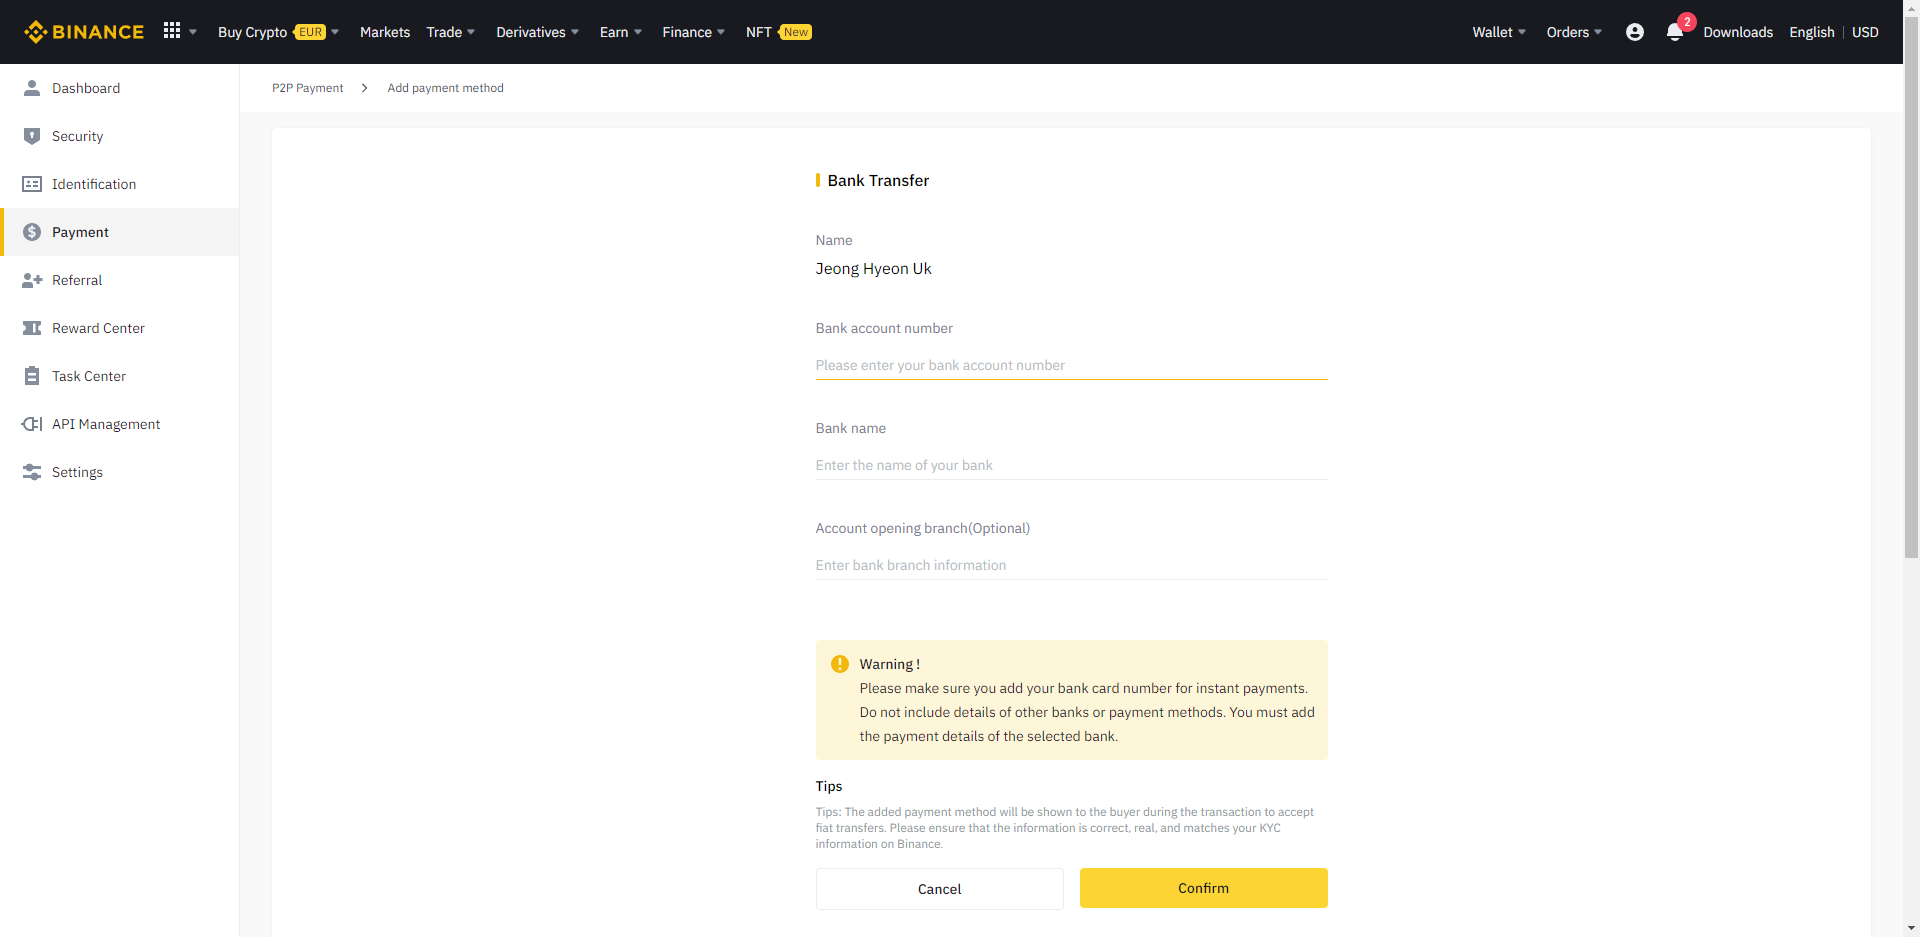 BINANCE
Buy Crypto EUR
Markets
Trade
Derivatives
Earn
Finance
NFT New
Wallet
Orders
2
Downloads
English
USD
Dashboard
Security
Identification
Payment
Referral
Reward Center
Task Center
API Management
Settings
P2P Payment
Add payment method
Bank Transfer
Name
Jeong Hyeon Uk
Bank account number
Please enter your bank account number
Bank name
Enter the name of your bank
Account opening branch(Optional)
Enter bank branch information
Warning !
Please make sure you add your bank card number for instant payments.
Do not include details of other banks or payment methods. You must add
the payment details of the selected bank.
Tips
Tips: The added payment method will be shown to the buyer during the transaction to accept
fiat transfers. Please ensure that the information is correct, real, and matches your KYC
information on Binance.
Cancel
Confirm